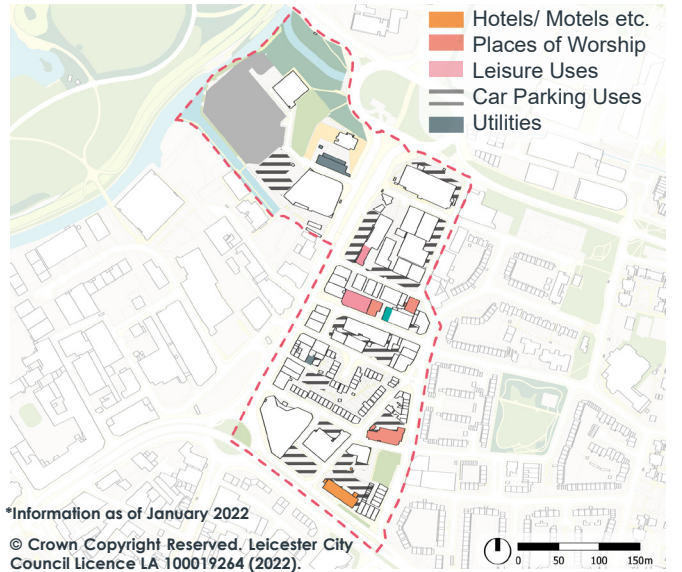 Hotels/ Motels etc.
Places of Worship
Leisure Uses
Car Parking Uses
Utilities
*Information as of January 2022
© Crown Copyright Reserved. Leicester City
Council Licence LA 100019264 (2022).
0 50 100 150m